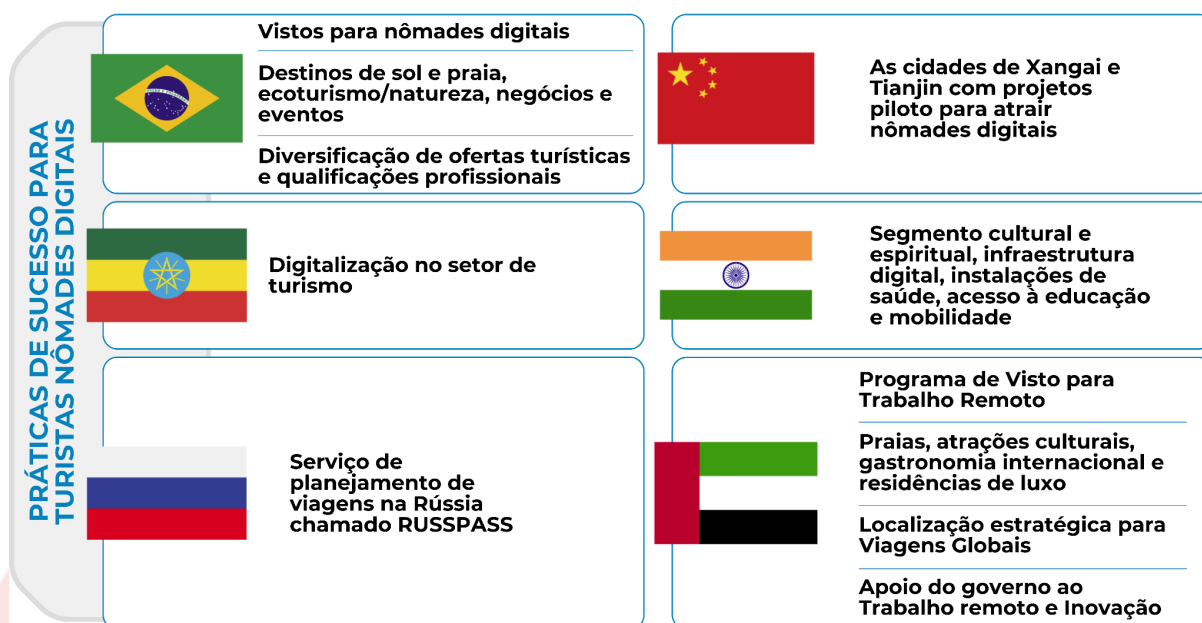 PRÁTICAS DE SUCESSO PARA
TURISTAS NÔMADES DIGITAIS
Vistos para nômades digitais
Destinos de sol e praia,
ecoturismo/natureza, negócios e
eventos
Diversificação de ofertas turísticas
e qualificações profissionais
As cidades de Xangai e
Tianjin com projetos
piloto para atrair
nômades digitais
Digitalização no setor de
turismo
Segmento cultural e
espiritual, infraestrutura
digital, instalações de
saúde, acesso à educação
e mobilidade
Serviço de
planejamento de
viagens na Rússia
chamado RUSSPASS
Programa de Visto para
Trabalho Remoto
Praias, atrações culturais,
gastronomia internacional e
residências de luxo
Localização estratégica para
Viagens Globais
Apoio do governo ao
Trabalho remoto e Inovação